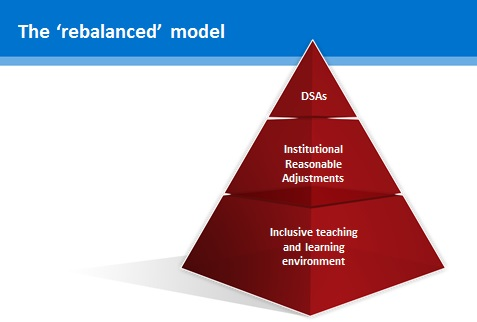 The ‘rebalanced’ model
DSAs
Institutional
Reasonable
Adjustments
Inclusive teaching
and learning
environment